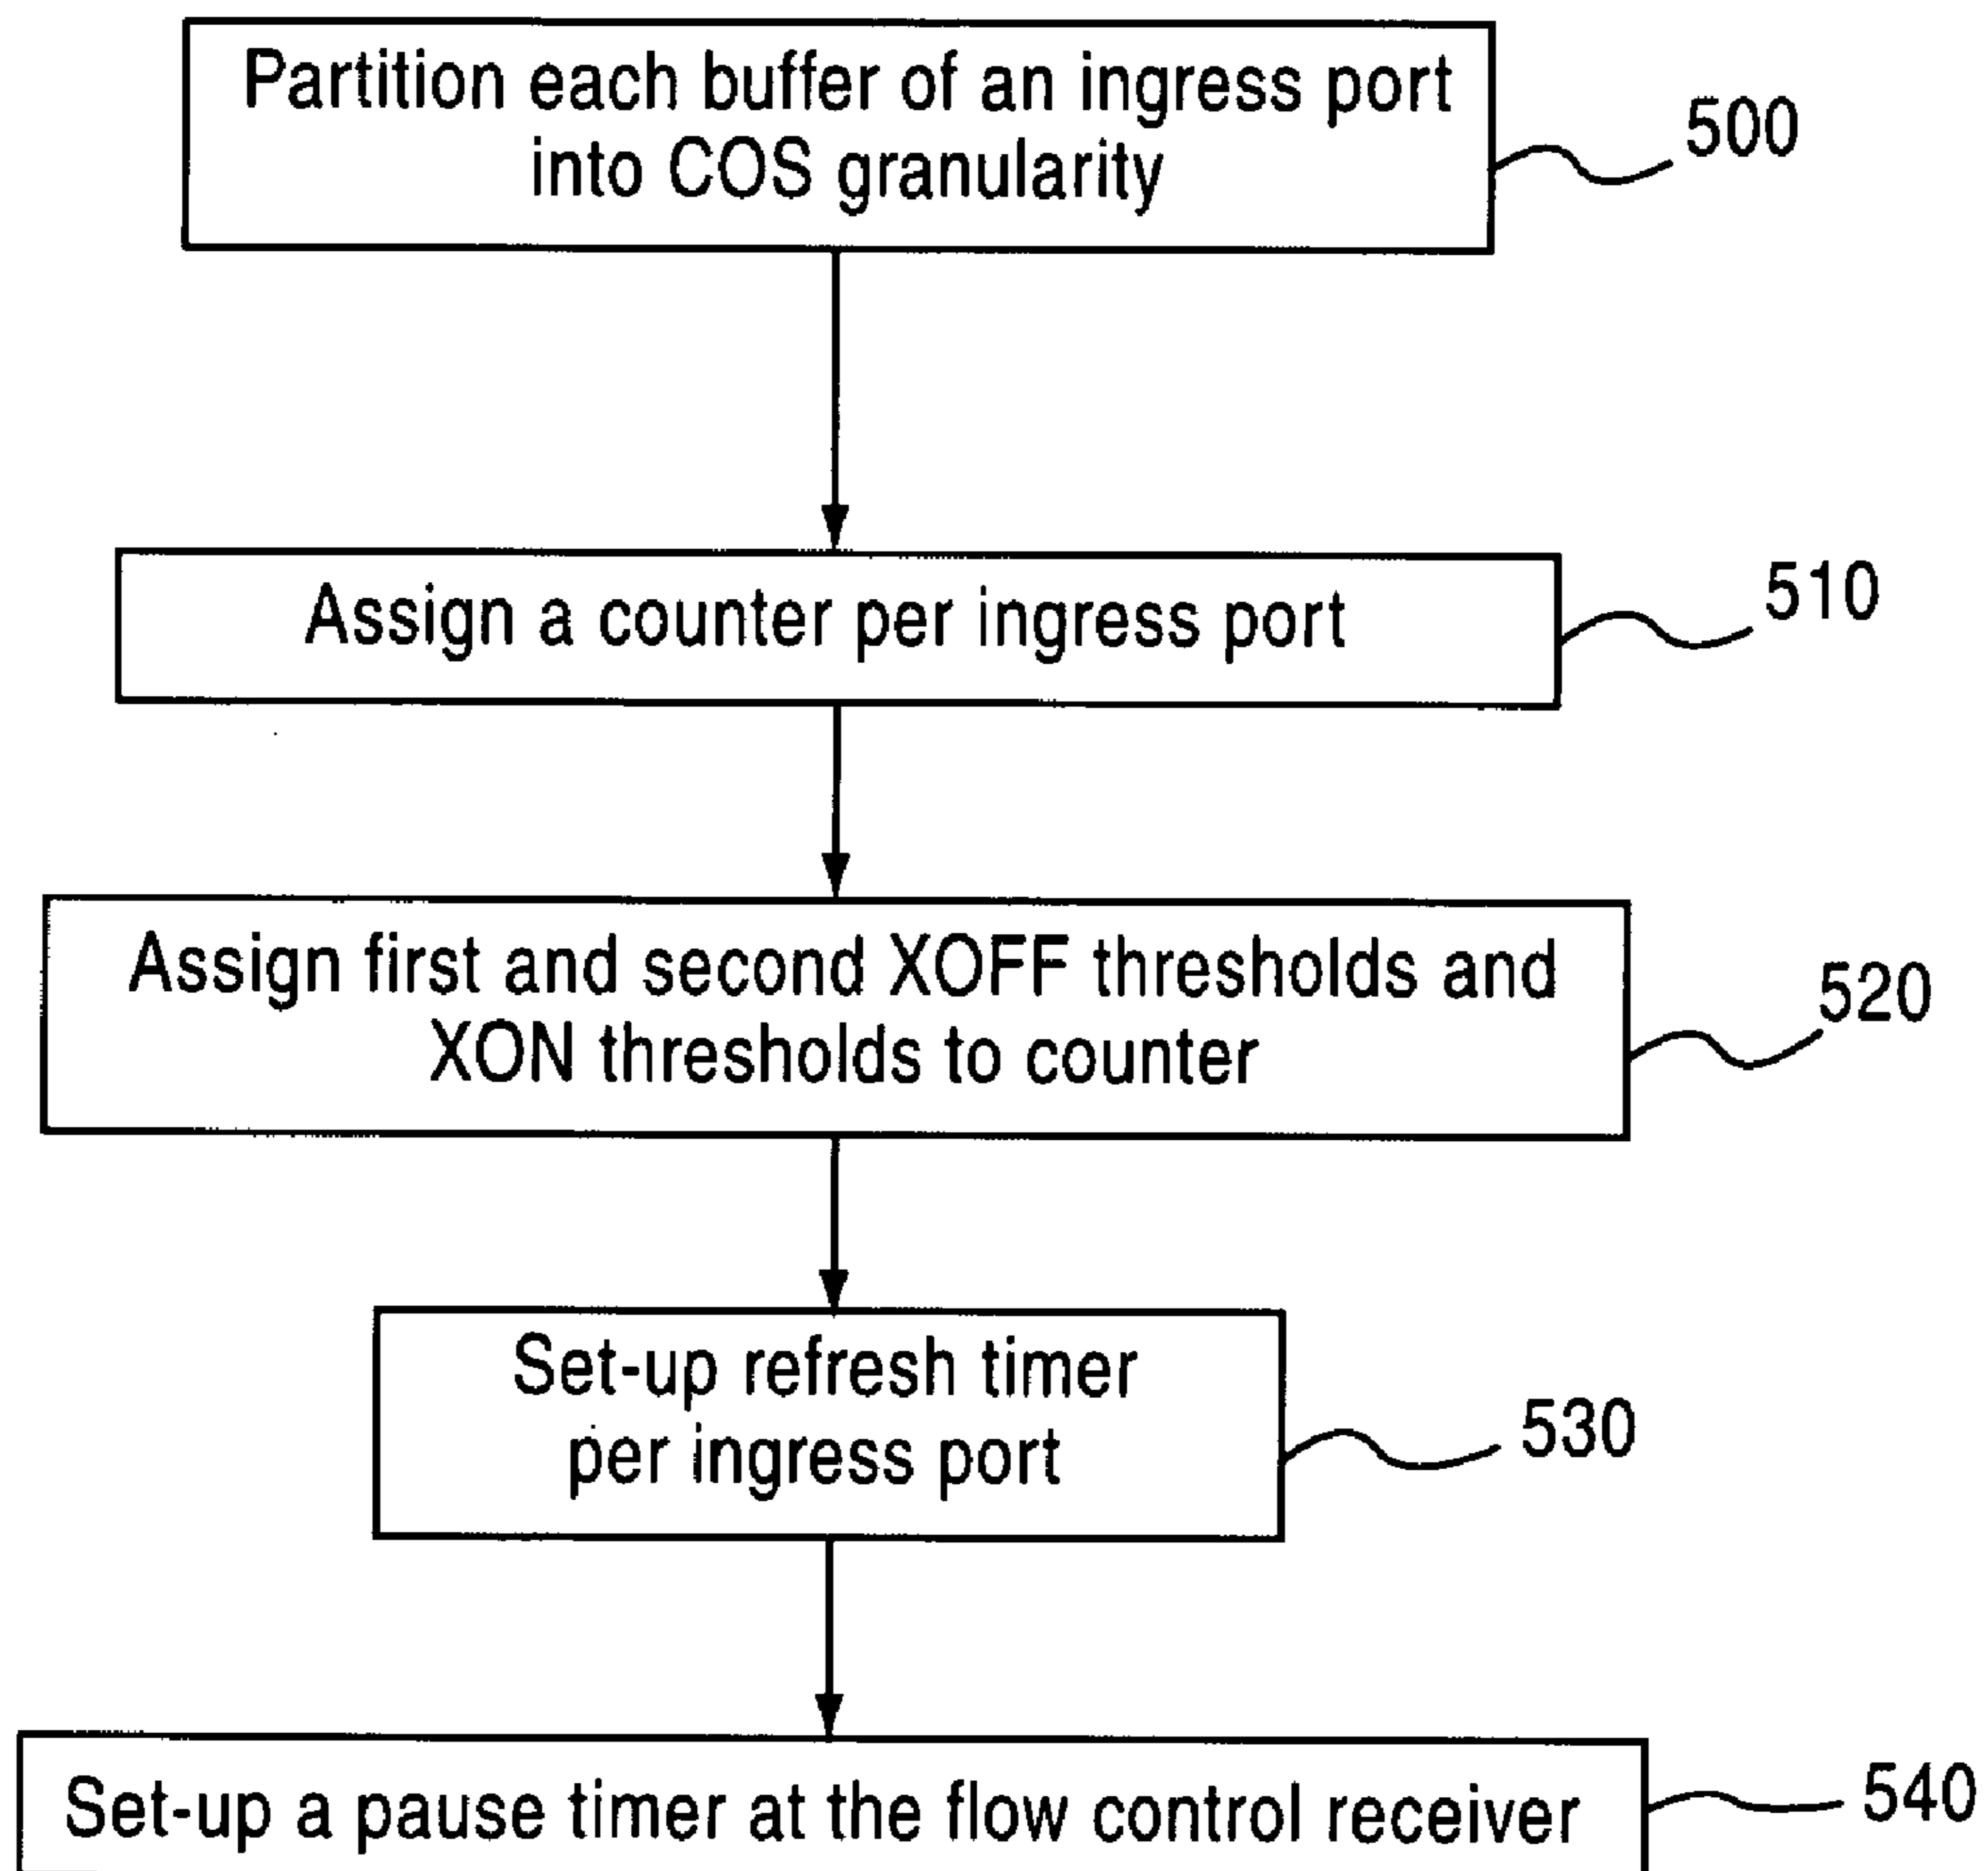 Partition each buffer of an ingress port
into COS granularity
500
Assign a counter per ingress port
510
Assign first and second XOFF thresholds and
XON thresholds to counter
520
Set-up refresh timer
per ingress port
530
Set-up a pause timer at the flow control receiver
540